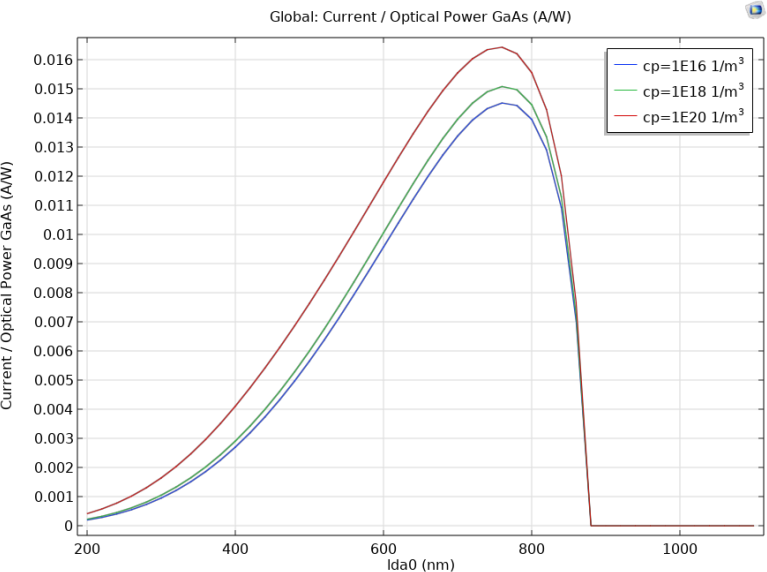 Global: Current / Optical Power GaAs (A/W)
Current / Optical Power GaAs (A/W)
0.016
0.015
0.014
0.013
0.012
0.011
0.01
0.009
0.008
0.007
0.006
0.005
0.004
0.003
0.002
0.001
0
cp=1E16 1/m³
cp=1E18 1/m³
cp=1E20 1/m³
200 400 600 800 1000
lda0 (nm)